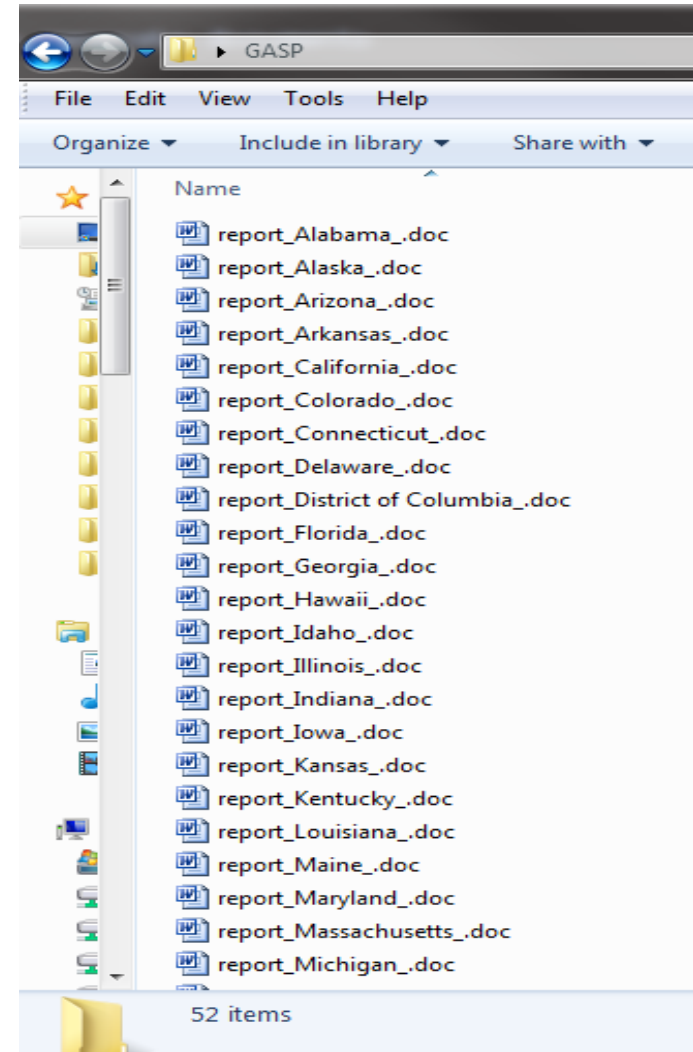 GASP
File Edit View Tools Help
Organize Include in library Share with
Name
report_Alabama_.doc
report_Alaska_.doc
report_Arizona_.doc
report_Arkansas_.doc
report_California_.doc
report_Colorado_.doc
report_Connecticut_.doc
report_Delaware_.doc
report_District of Columbia_.doc
report_Florida_.doc
report_Georgia_.doc
report_Hawaii_.doc
report_Idaho_.doc
report_Illinois_.doc
report_Indiana_.doc
report_Iowa_.doc
report_Kansas_.doc
report_Kentucky_.doc
report_Louisiana_.doc
report_Maine_.doc
report_Maryland_.doc
report_Massachusetts_.doc
report_Michigan_.doc
52 items